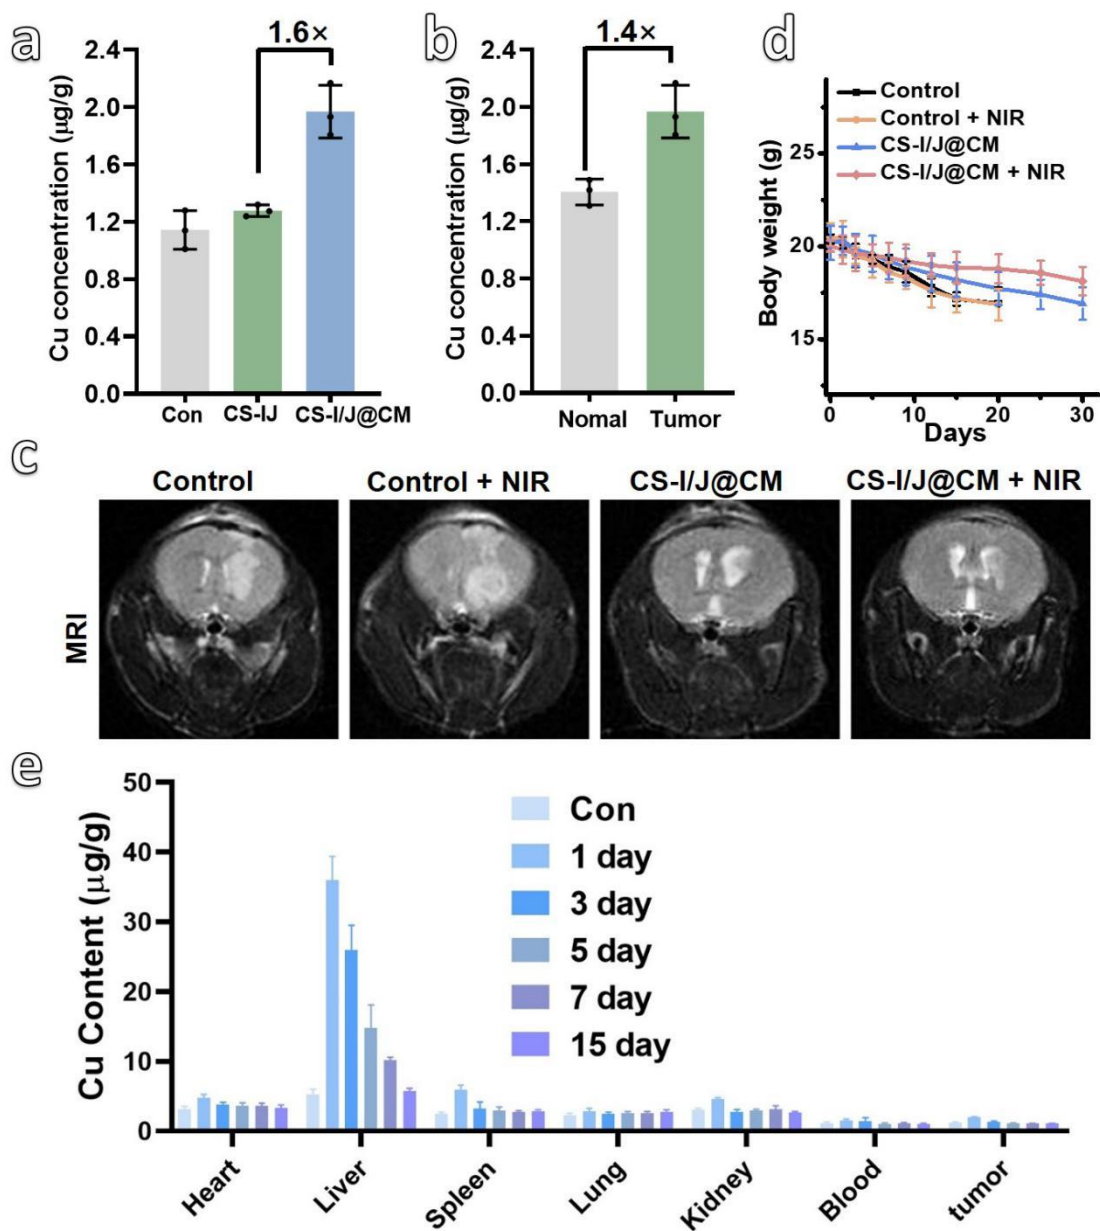 a
1.6×
Cu concentration (μg/g)
2.4
2.0
1.6
1.2
0.8
0.4
0.0
Con
CS-IJ
CS-I/J@CM
b
1.4×
Cu concentration (μg/g)
2.4
2.0
1.6
1.2
0.8
0.4
0.0
Nomal
Tumor
d
Control
Control + NIR
CS-I/J@CM
CS-I/J@CM + NIR
Body weight (g)
25
20
15
0
10
20
30
Days
c
Control
Control + NIR
CS-I/J@CM
CS-I/J@CM + NIR
MRI
e
Cu Content (μg/g)
50
40
30
20
10
0
Con
1 day
3 day
5 day
7 day
15 day
Heart
Liver
Spleen
Lung
Kidney
Blood
tumor